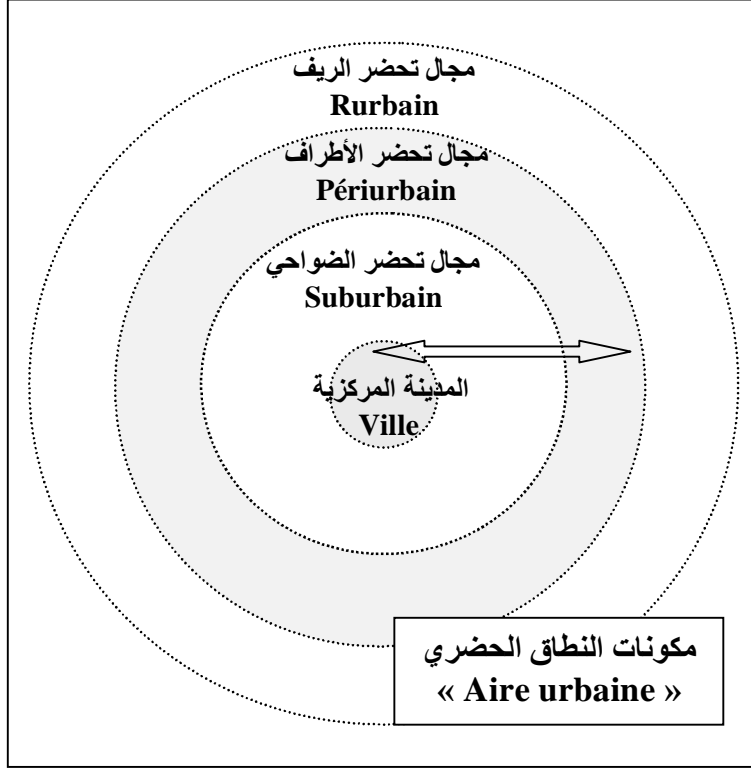 مجال تحضر الريف
Rurbain
مجال تحضر الأطراف
Périurbain
مجال تحضر الضواحي
Suburbain
المدينة المركزية
Ville
مكونات النطاق الحضري
« Aire urbaine »